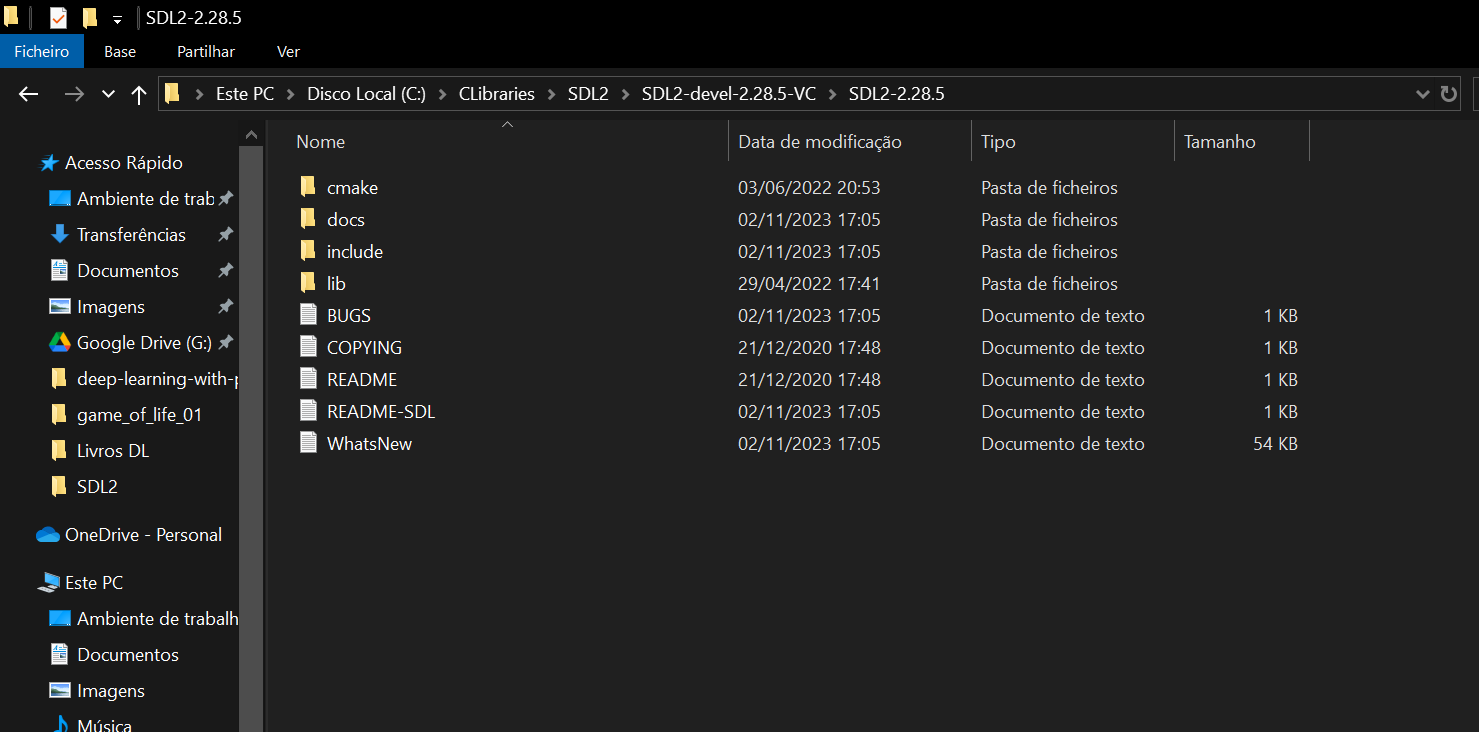 SDL2-2.28.5
Ficheiro Base Partilhar Ver
Este PC Disco Local (C:) CLibraries SDL2 SDL2-devel-2.28.5-VC SDL2-2.28.5
Acesso Rápido
Ambiente de trab
Transferências
Documentos
Imagens
Google Drive (G:)
deep-learning-with-p
game_of_life_01
Livros DL
SDL2
OneDrive - Personal
Este PC
Ambiente de trabalh
Documentos
Imagens
Música
Nome Data de modificação Tipo Tamanho
cmake 03/06/2022 20:53 Pasta de ficheiros
docs 02/11/2023 17:05 Pasta de ficheiros
include 02/11/2023 17:05 Pasta de ficheiros
lib 29/04/2022 17:41 Pasta de ficheiros
BUGS 02/11/2023 17:05 Documento de texto 1 KB
COPYING 21/12/2020 17:48 Documento de texto 1 KB
README 21/12/2020 17:48 Documento de texto 1 KB
README-SDL 02/11/2023 17:05 Documento de texto 1 KB
WhatsNew 02/11/2023 17:05 Documento de texto 54 KB